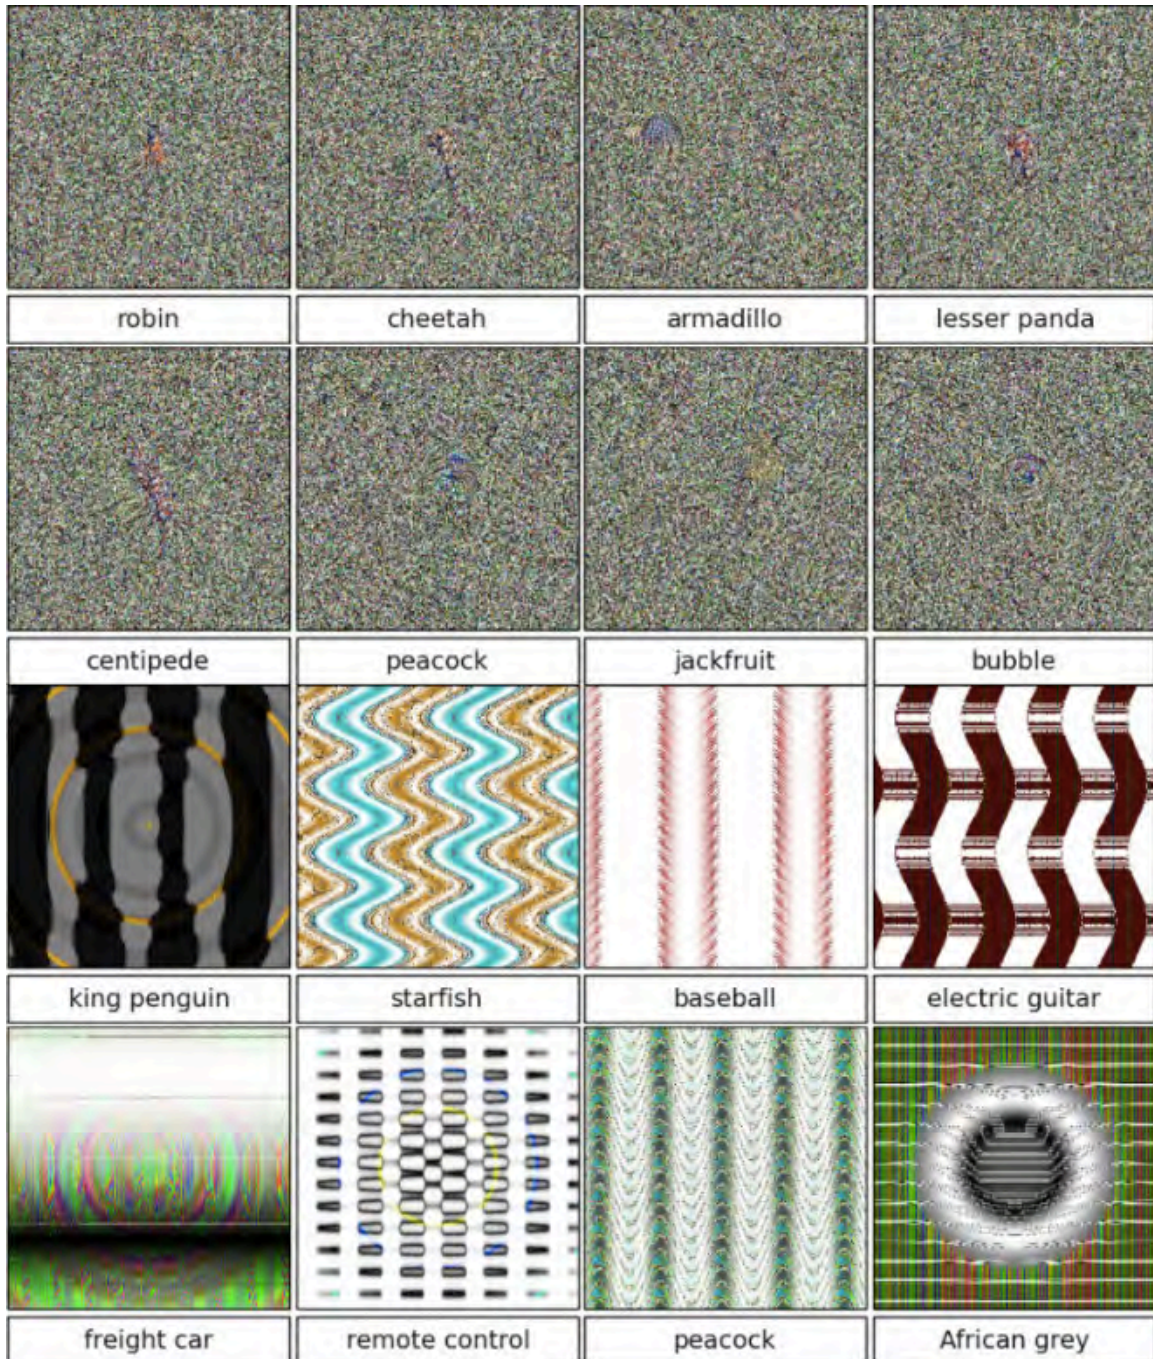 robin
cheetah
armadillo
lesser panda
centipede
peacock
jackfruit
bubble
king penguin
starfish
baseball
electric guitar
freight car
remote control
peacock
African grey